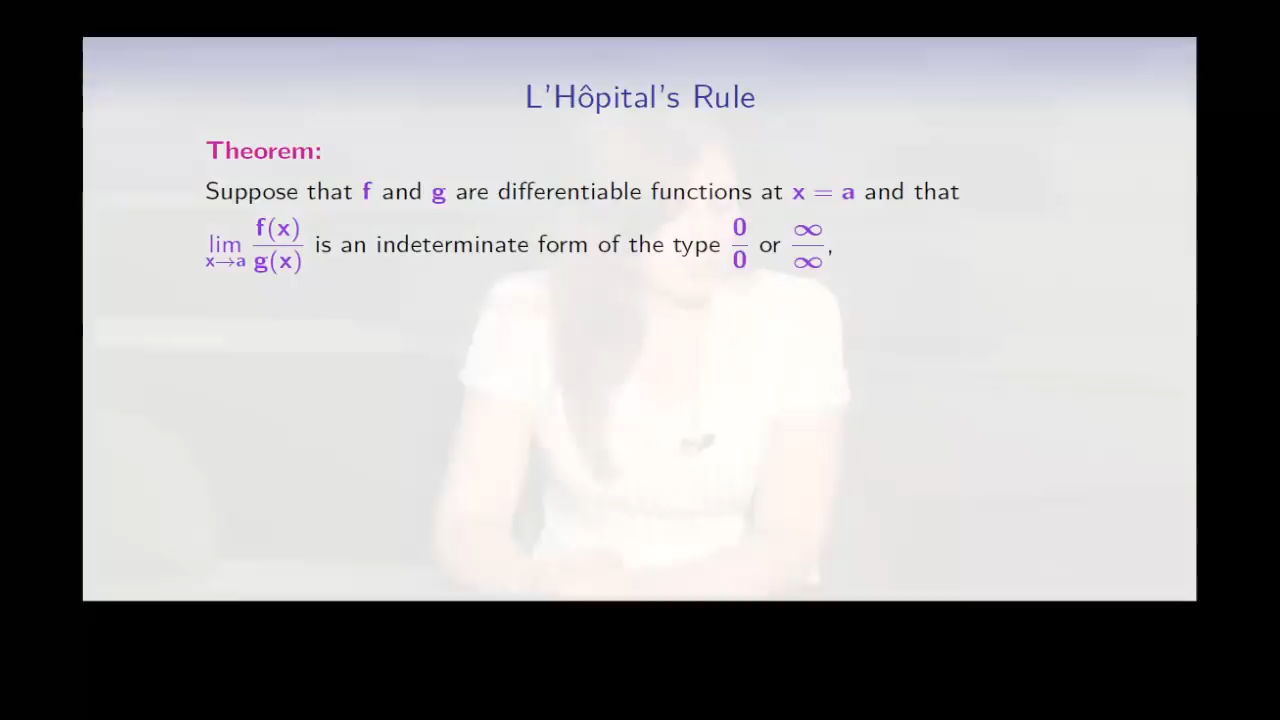 L'Hôpital's Rule
Theorem:
Suppose that f and g are differentiable functions at x = a and that
lim x→a f(x)/g(x) is an indeterminate form of the type 0/0 or ∞/∞,